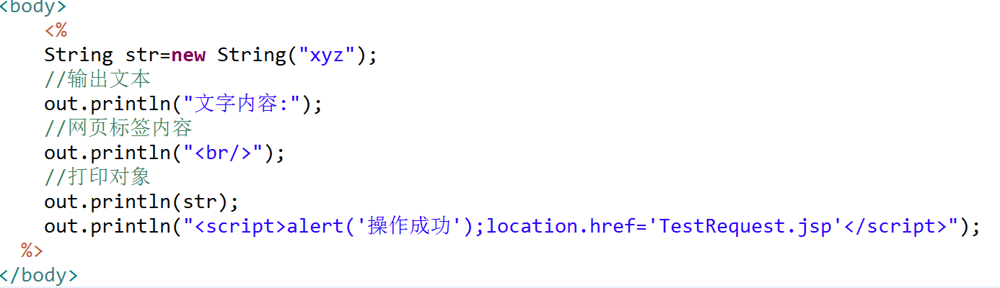 <body>
<%
String str=new String("xyz");
//输出文本
out.println("文字内容:");
//网页标签内容
out.println("<br/>");
//打印对象
out.println(str);
out.println("<script>alert('操作成功');location.href='TestRequest.jsp'</script>");
%>
</body>